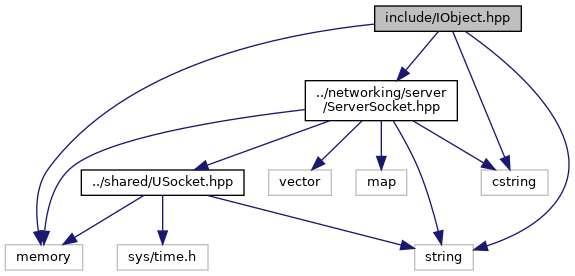 include/IObject.hpp
../networking/server
/ServerSocket.hpp
../shared/USocket.hpp
vector
map
cstring
memory
sys/time.h
string